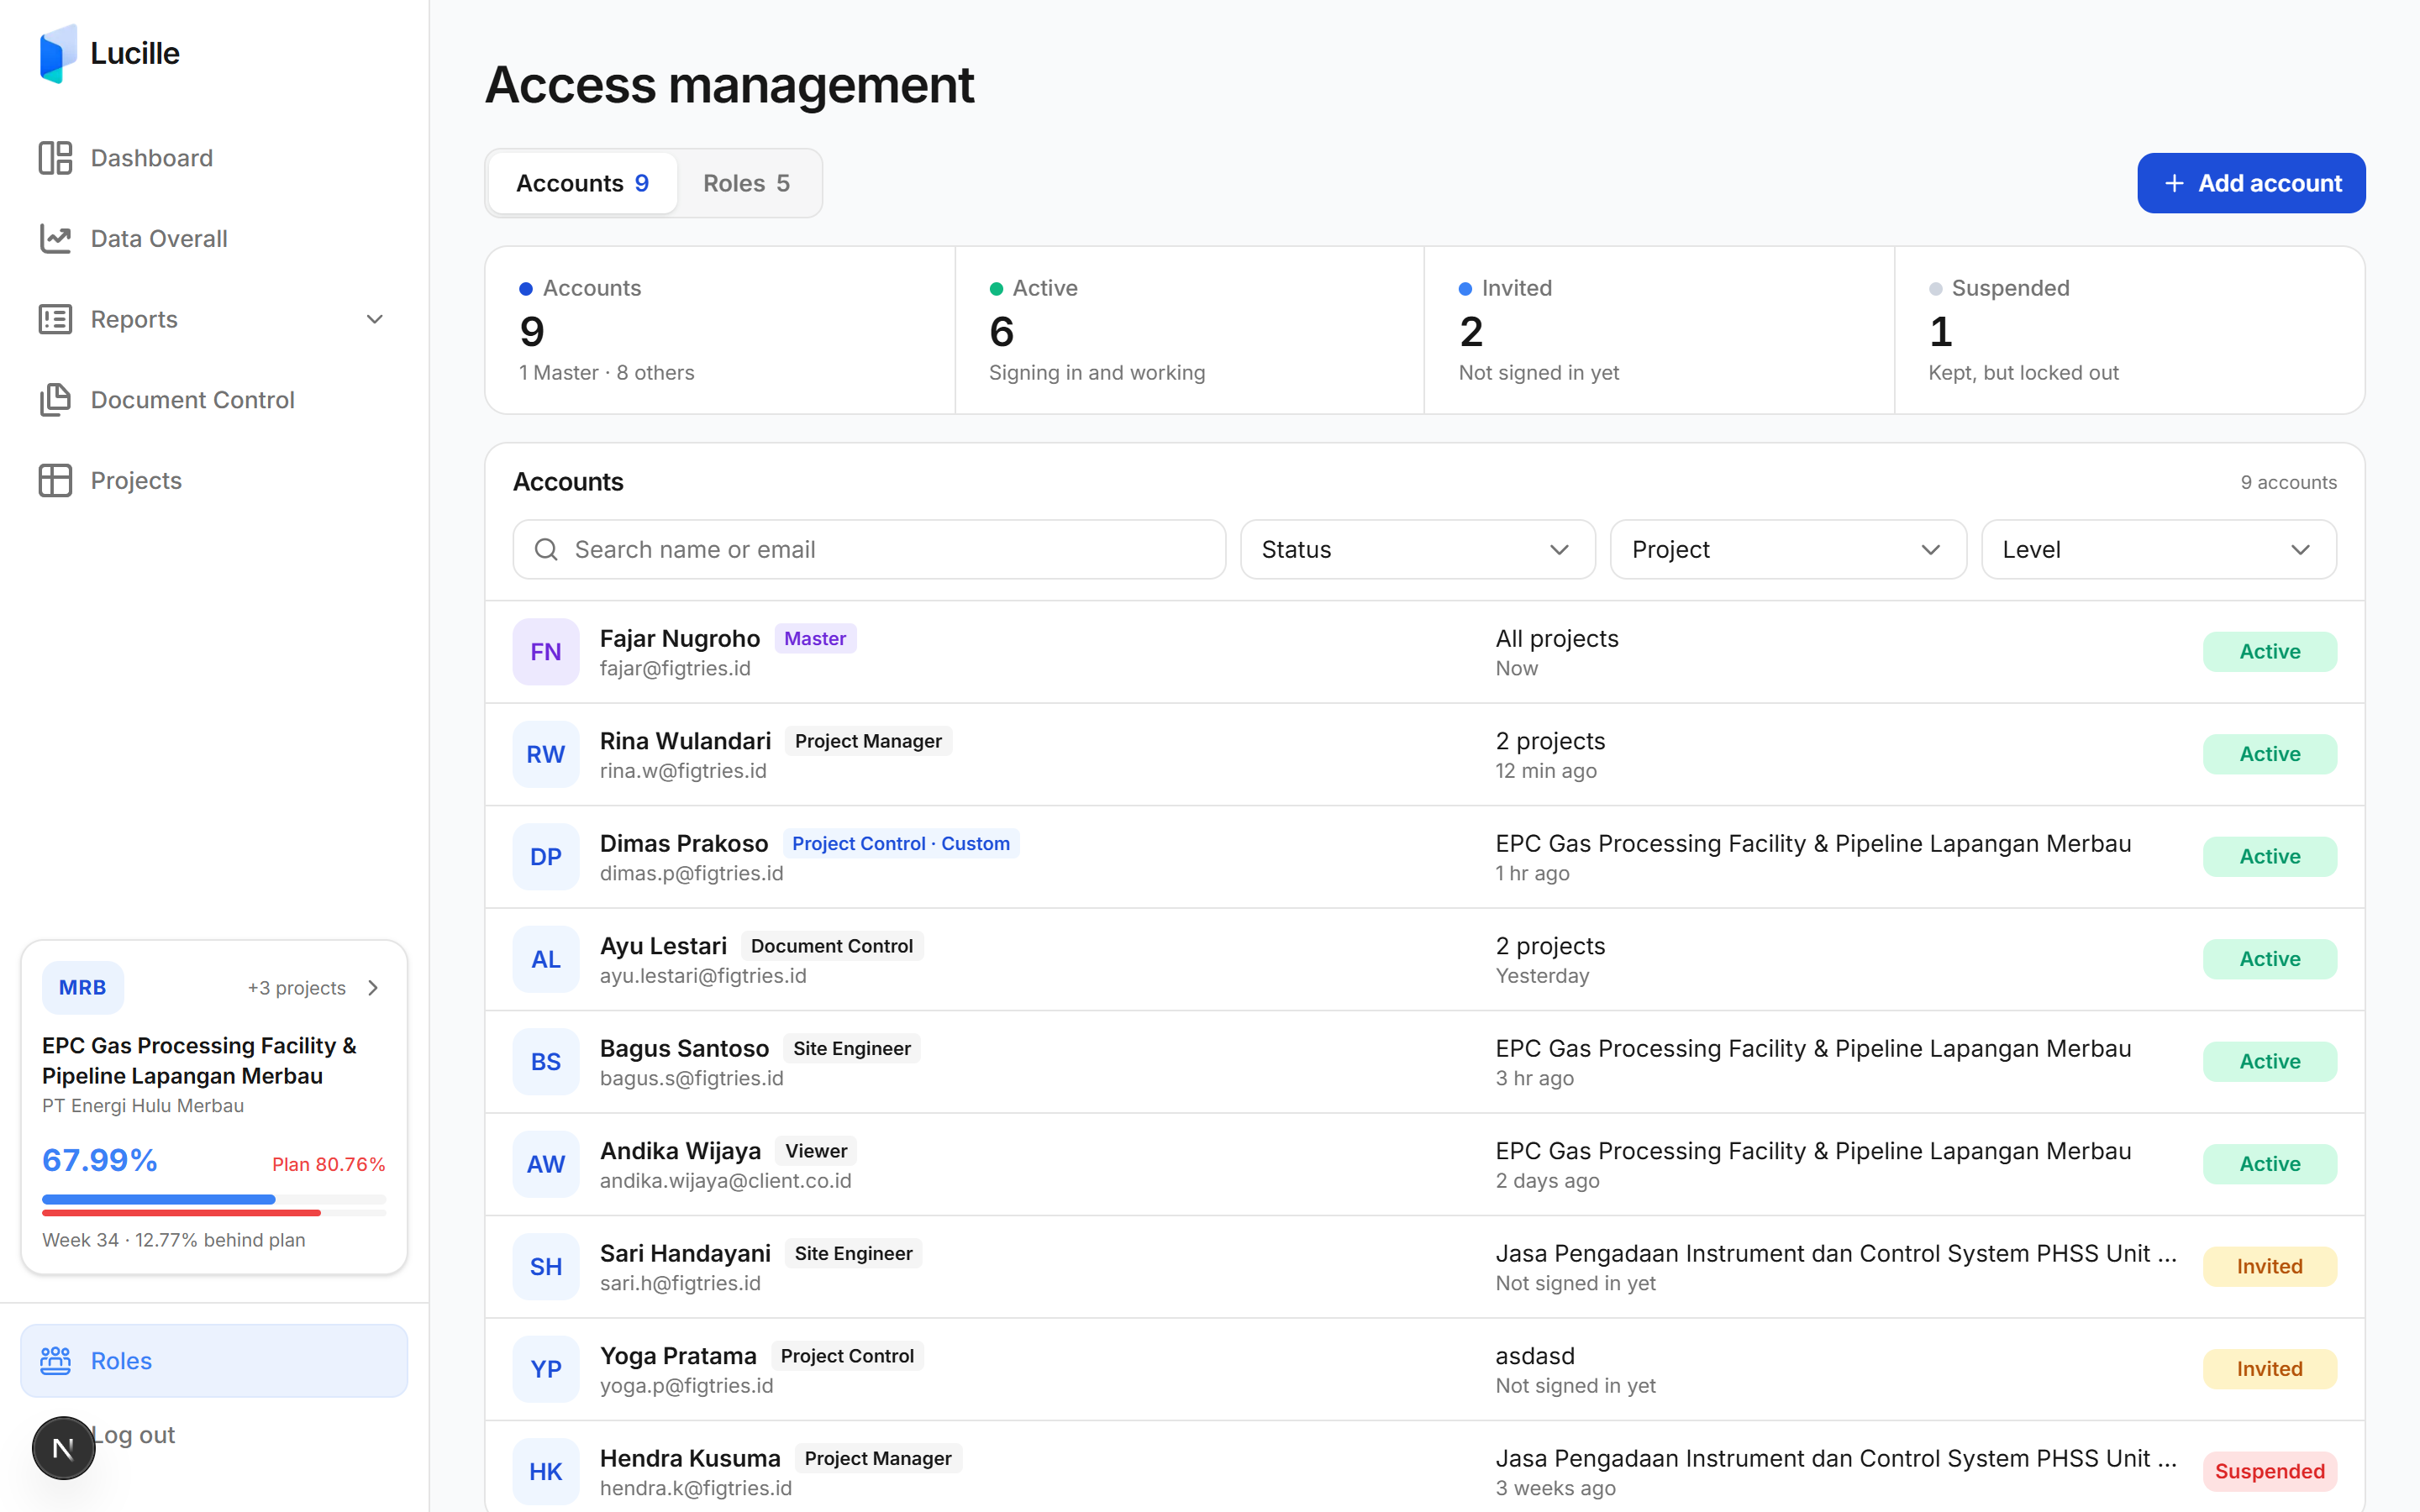 Lucille
Dashboard
Data Overall
Reports
Document Control
Projects
MRB
+3 projects
EPC Gas Processing Facility &
Pipeline Lapangan Merbau
PT Energi Hulu Merbau
67.99%
Plan 80.76%
Week 34 · 12.77% behind plan
Roles
N
Log out
Access management
Accounts 9
Roles 5
+ Add account
Accounts
9
1 Master · 8 others
Active
6
Signing in and working
Invited
2
Not signed in yet
Suspended
1
Kept, but locked out
Accounts
9 accounts
Search name or email
Status
Project
Level
FN
Fajar Nugroho Master
fajar@figtries.id
All projects
Now
Active
RW
Rina Wulandari Project Manager
rina.w@figtries.id
2 projects
12 min ago
Active
DP
Dimas Prakoso Project Control · Custom
dimas.p@figtries.id
EPC Gas Processing Facility & Pipeline Lapangan Merbau
1 hr ago
Active
AL
Ayu Lestari Document Control
ayu.lestari@figtries.id
2 projects
Yesterday
Active
BS
Bagus Santoso Site Engineer
bagus.s@figtries.id
EPC Gas Processing Facility & Pipeline Lapangan Merbau
3 hr ago
Active
AW
Andika Wijaya Viewer
andika.wijaya@client.co.id
EPC Gas Processing Facility & Pipeline Lapangan Merbau
2 days ago
Active
SH
Sari Handayani Site Engineer
sari.h@figtries.id
Jasa Pengadaan Instrument dan Control System PHSS Unit ...
Not signed in yet
Invited
YP
Yoga Pratama Project Control
yoga.p@figtries.id
asdasd
Not signed in yet
Invited
HK
Hendra Kusuma Project Manager
hendra.k@figtries.id
Jasa Pengadaan Instrument dan Control System PHSS Unit ...
3 weeks ago
Suspended